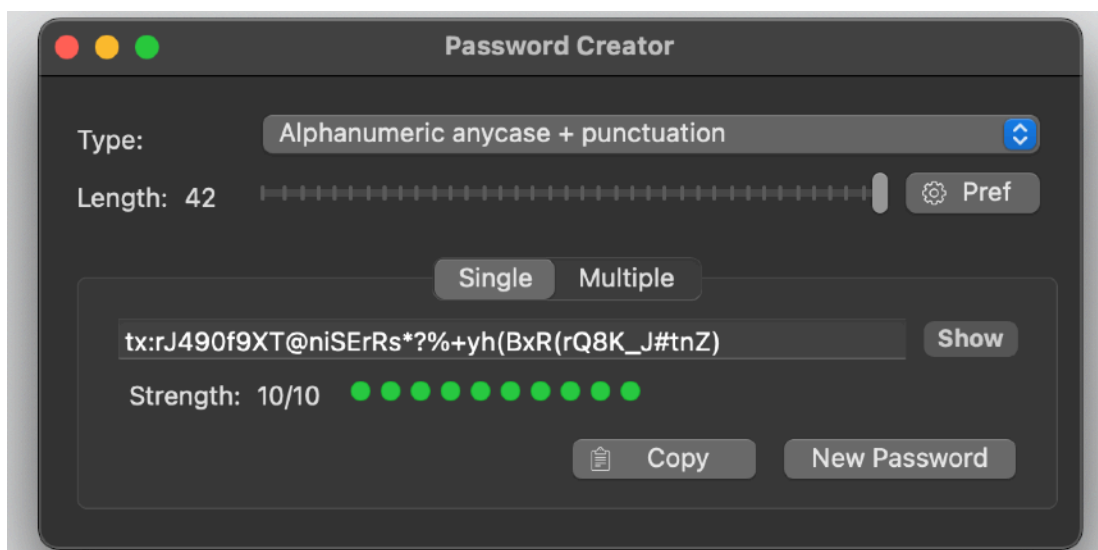 Password Creator
Type: Alphanumeric anycase + punctuation
Length: 42 Pref
Single Multiple
tx:rJ490f9XT@niSErRs*?%+yh(BxR(rQ8K_J#tnZ) Show
Strength: 10/10
Copy New Password